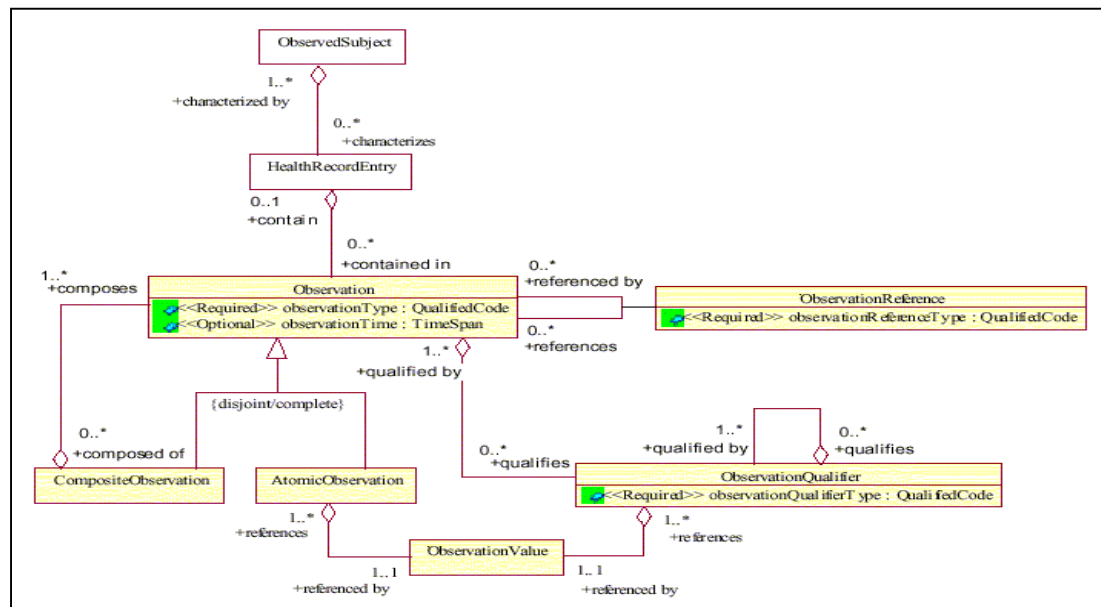 ObservedSubject
1..*
+characterized by
0..*
+characterizes
HealthRecordEntry
0..1
+contain
0..*
+contained in
1..*
+composes
Observation
<<Required>> observationType : QualifiedCode
<<Optional>> observationTime : TimeSpan
0..*
+referenced by
0..*
+references
ObservationReference
<<Required>> observationReferenceType : QualifiedCode
1..*
+qualified by
{disjoint/complete}
0..*
+composed of
0..*
+qualifies
1..*
+qualified by
0..*
+qualifies
CompositeObservation
AtomicObservation
ObservationQualifier
<<Required>> observationQualifierType : QualifiedCode
1..*
+references
ObservationValue
1..*
+references
1..1
+referenced by
1..1
+referenced by